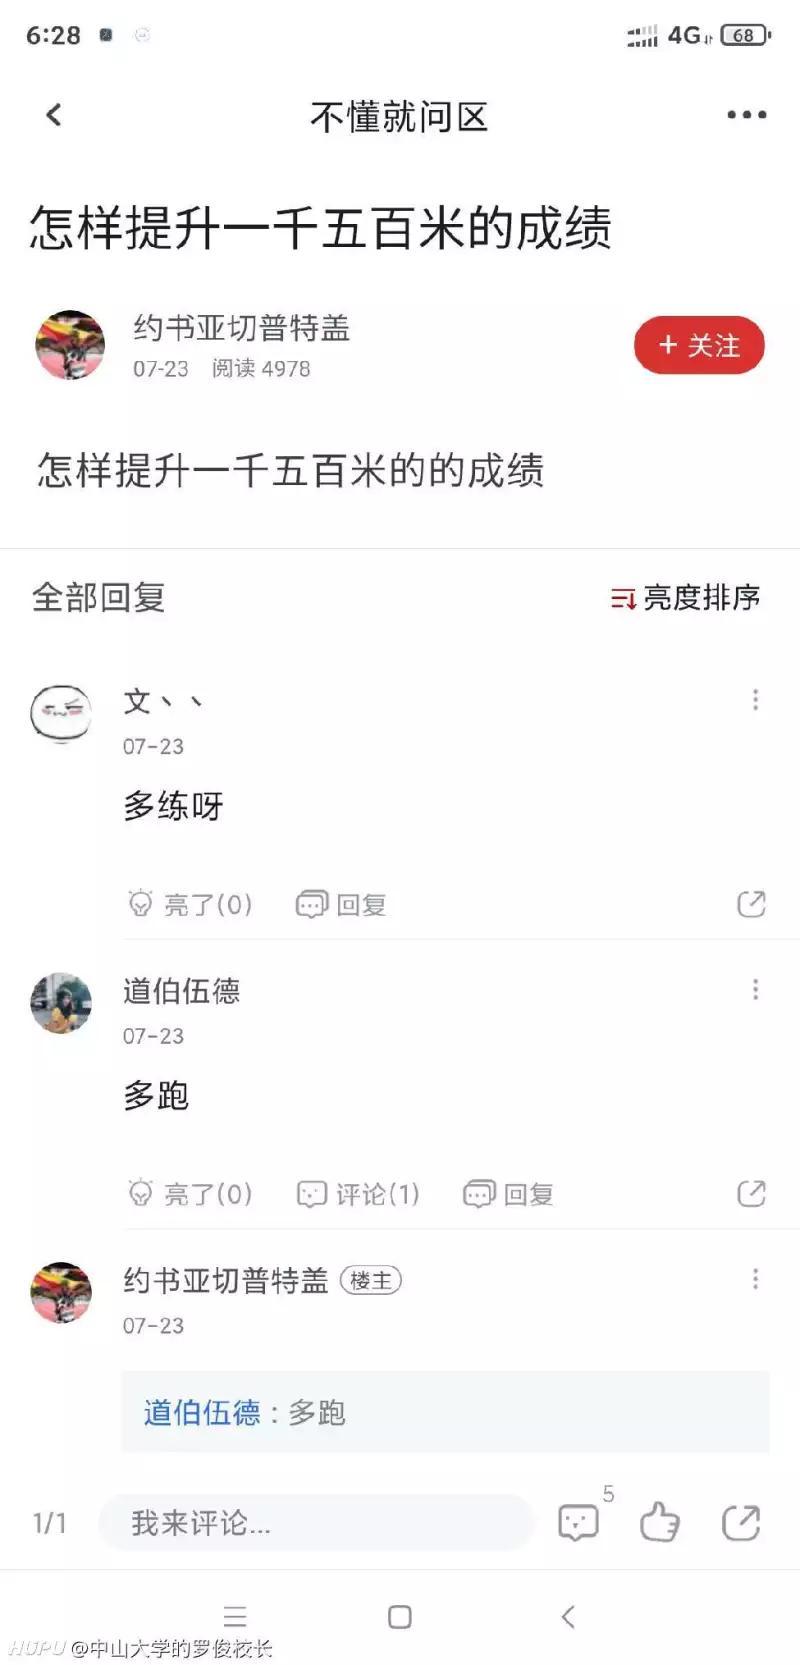 6:28
4G 68
不懂就问区
怎样提升一千五百米的成绩
约书亚切普特盖
07-23 阅读 4978
+ 关注
怎样提升一千五百米的的成绩
全部回复
亮度排序
文丶丶
07-23
多练呀
亮了(0) 回复
道伯伍德
07-23
多跑
亮了(0) 评论(1) 回复
约书亚切普特盖 楼主
07-23
道伯伍德：多跑
1/1 我来评论... 5
HUPU @中山大学的罗俊校长